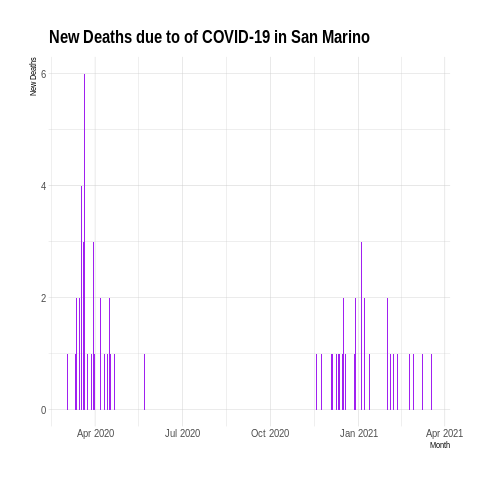 New Deaths due to of COVID-19 in San Marino
New Deaths
6
4
2
0
Apr 2020 Jul 2020 Oct 2020 Jan 2021 Apr 2021
Month